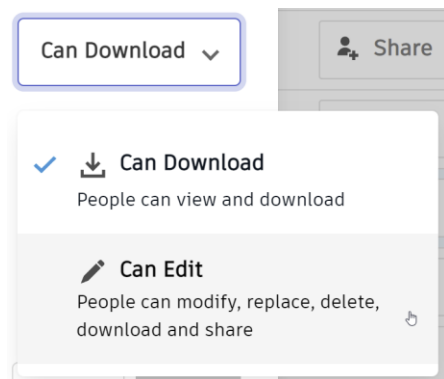 Can Download
Share
Can Download
People can view and download
Can Edit
People can modify, replace, delete,
download and share